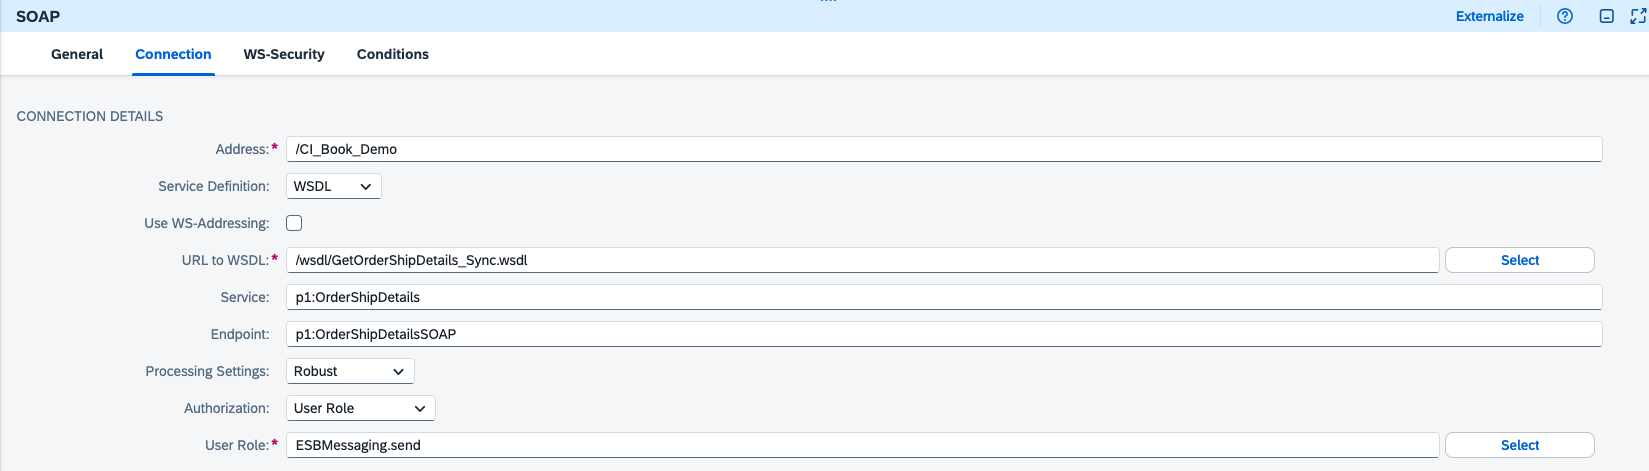 SOAP
Externalize
General Connection WS-Security Conditions
CONNECTION DETAILS
Address:* /CI_Book_Demo
Service Definition: WSDL
Use WS-Addressing:
URL to WSDL:* /wsdl/GetOrderShipDetails_Sync.wsdl Select
Service: p1:OrderShipDetails
Endpoint: p1:OrderShipDetailsSOAP
Processing Settings: Robust
Authorization: User Role
User Role:* ESBMessaging.send Select